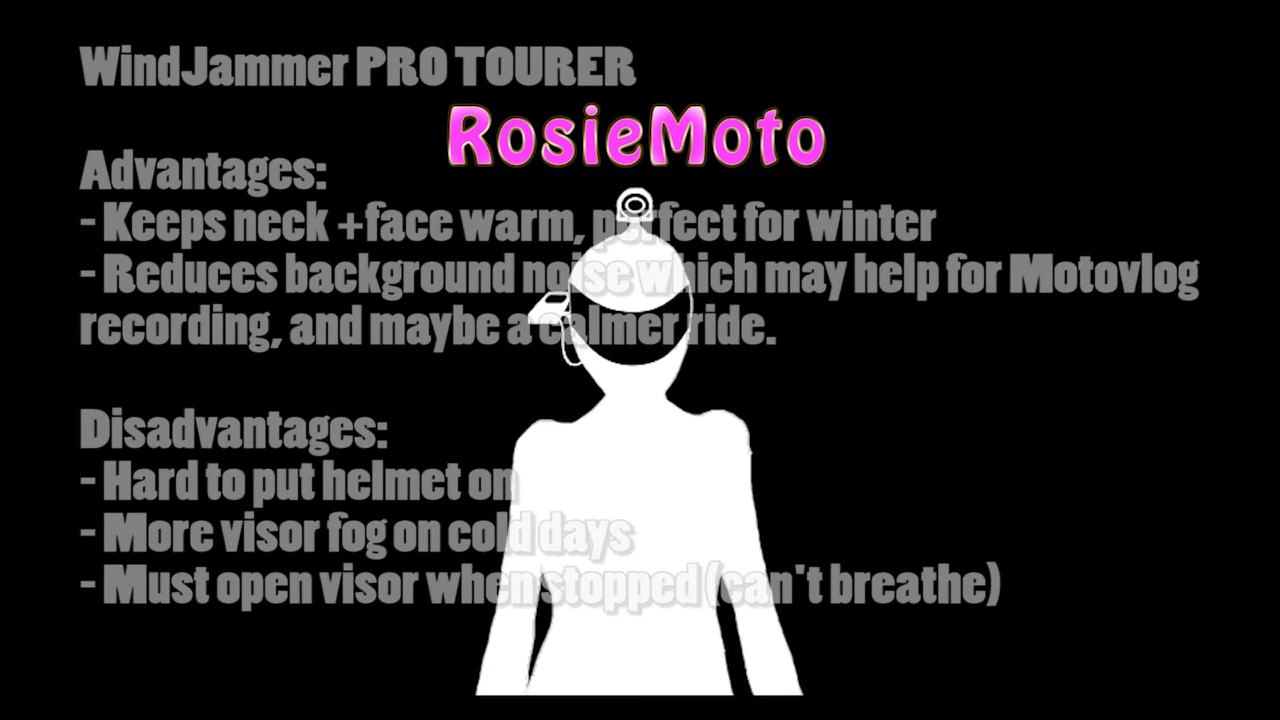 WindJammer PRO TOURER
RosieMoto
Advantages:
- Keeps neck +face warm, perfect for winter
- Reduces background noise which may help for Motovlog
recording, and maybe a calmer ride.
Disadvantages:
- Hard to put helmet on
- More visor fog on cold days
- Must open visor when stopped (can't breathe)